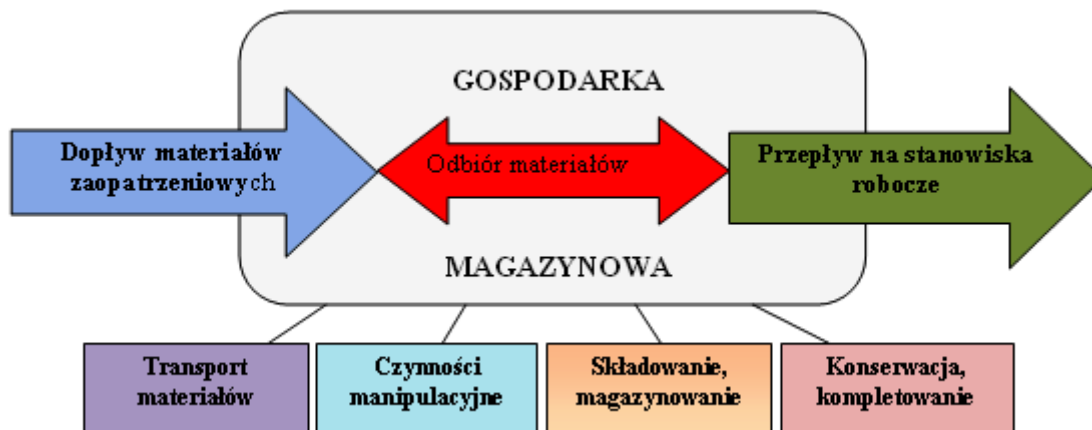 GOSPODARKA
Dopływ materiałów
zaopatrzeniowych
Odbiór materiałów
Przepływ na stanowiska
robocze
MAGAZYNOWA
Transport
materiałów
Czynności
manipulacyjne
Składowanie,
magazynowanie
Konserwacja,
kompletowanie